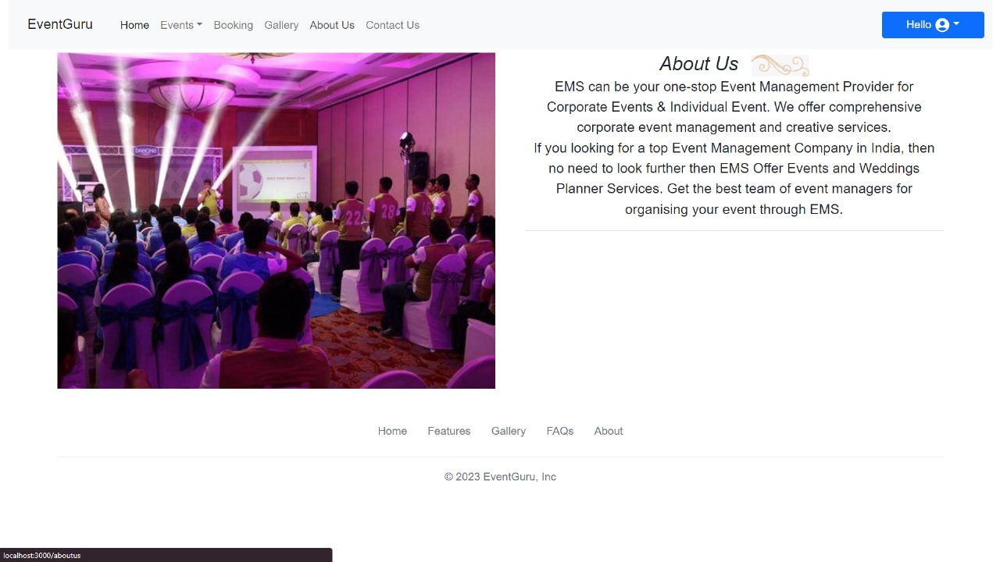 EventGuru Home Events Booking Gallery About Us Contact Us Hello
About Us
EMS can be your one-stop Event Management Provider for
Corporate Events & Individual Event. We offer comprehensive
corporate event management and creative services.
If you looking for a top Event Management Company in India, then
no need to look further then EMS Offer Events and Weddings
Planner Services. Get the best team of event managers for
organising your event through EMS.
DANONE
22
28
Home Features Gallery FAQs About
© 2023 EventGuru, Inc
localhost:3000/aboutus